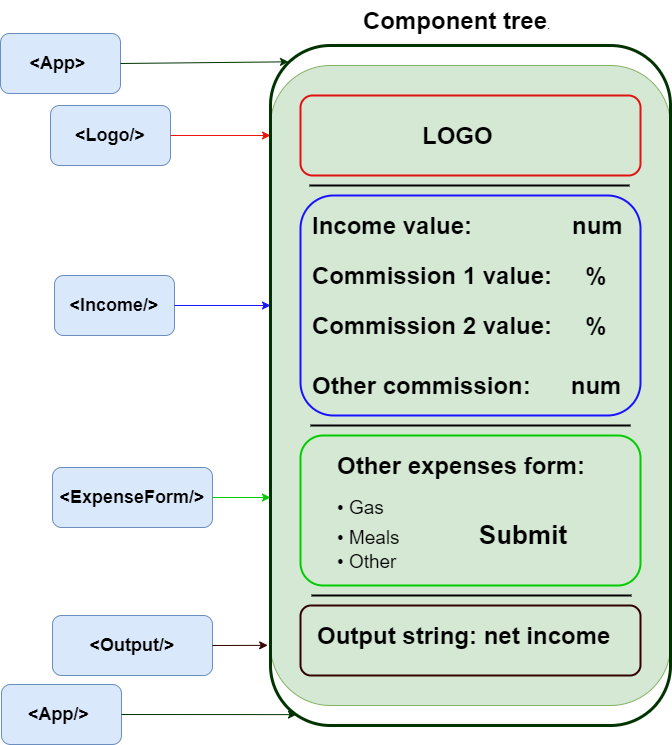 Component tree.
<App>
<Logo/>
LOGO
Income value: num
<Income/>
Commission 1 value: %
Commission 2 value: %
Other commission: num
Other expenses form:
<ExpenseForm/>
• Gas
• Meals
Submit
• Other
<Output/>
Output string: net income
<App/>